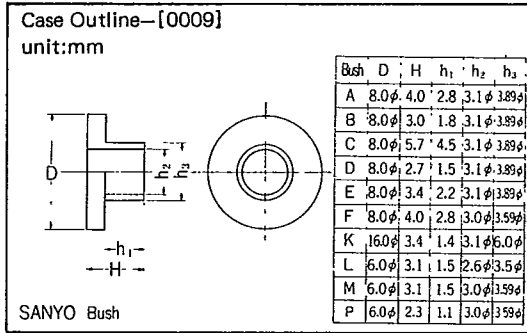 Case Outline—[0009]
unit:mm
Bush D H h₁ h₂ h₃
A 8.0φ 4.0 2.8 3.1φ 3.89φ
B 8.0φ 3.0 1.8 3.1φ 3.89φ
C 8.0φ 5.7 4.5 3.1φ 3.89φ
D 8.0φ 2.7 1.5 3.1φ 3.89φ
E 8.0φ 3.4 2.2 3.1φ 3.89φ
F 8.0φ 4.0 2.8 3.0φ 3.59φ
K 16.0φ 3.4 1.4 3.1φ 6.0φ
L 6.0φ 3.1 1.5 2.6φ 3.5φ
M 6.0φ 3.1 1.5 3.0φ 3.59φ
P 6.0φ 2.3 1.1 3.0φ 3.59φ
D
h₂
h₃
h₁
H
SANYO Bush